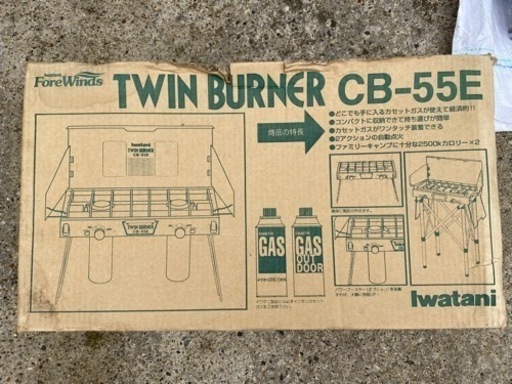 ForeWinds
TWIN BURNER CB-55E
商品の特長
●どこでも手に入るカセットガスが使えて経済的!!
●コンパクトに収納できて持ち運びが簡単
●カセットガスがワンタッチ装着できる
●2アクションの自動点火
●ファミリーキャンプに十分な2500kカロリー×2
Iwatani
TWIN BURNER
CB-55E
TWIN BURNER
CB-55E
GAS
GAS
OUT
DOOR
Iwatani